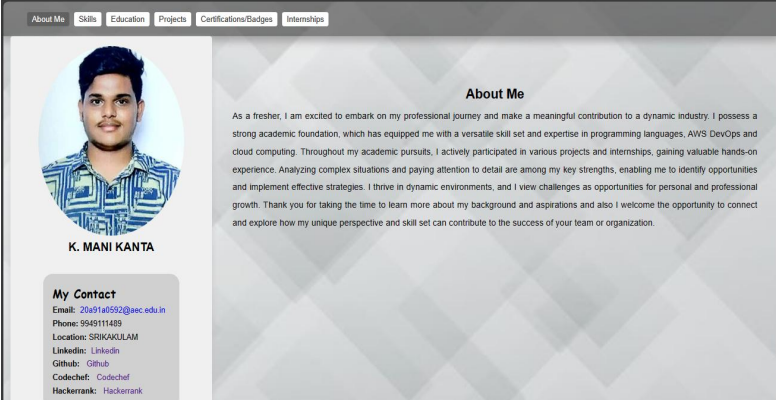 About Me Skills Education Projects Certifications/Badges Internships
K. MANI KANTA
My Contact
Email: 20a91a0592@aec.edu.in
Phone: 9949111489
Location: SRIKAKULAM
Linkedin: Linkedin
Github: Github
Codechef: Codechef
Hackerrank: Hackerrank
About Me
As a fresher, I am excited to embark on my professional journey and make a meaningful contribution to a dynamic industry. I possess a
strong academic foundation, which has equipped me with a versatile skill set and expertise in programming languages, AWS DevOps and
cloud computing. Throughout my academic pursuits, I actively participated in various projects and internships, gaining valuable hands-on
experience. Analyzing complex situations and paying attention to detail are among my key strengths, enabling me to identify opportunities
and implement effective strategies. I thrive in dynamic environments, and I view challenges as opportunities for personal and professional
growth. Thank you for taking the time to learn more about my background and aspirations and also I welcome the opportunity to connect
and explore how my unique perspective and skill set can contribute to the success of your team or organization.